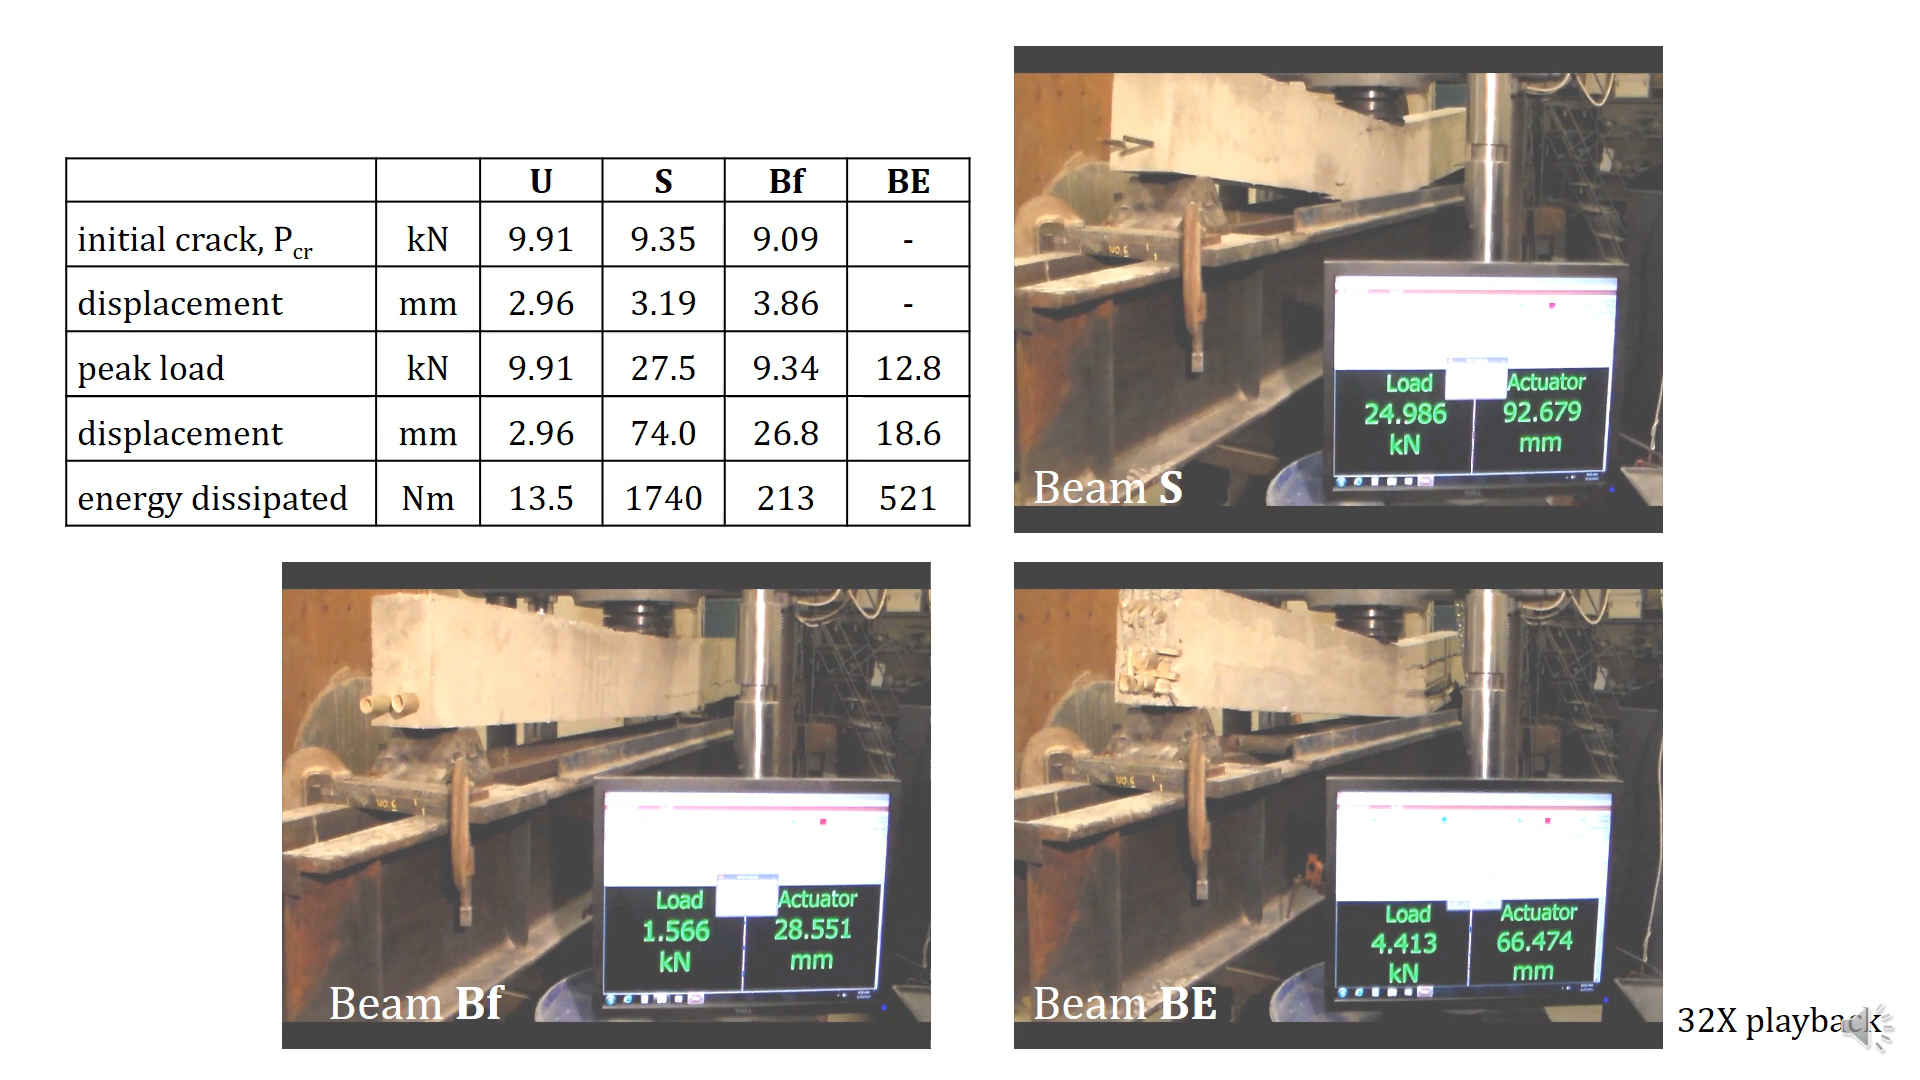 U S Bf BE
initial crack, Pcr kN 9.91 9.35 9.09 -
displacement mm 2.96 3.19 3.86 -
peak load kN 9.91 27.5 9.34 12.8
displacement mm 2.96 74.0 26.8 18.6
energy dissipated Nm 13.5 1740 213 521
Load Actuator
24.986 92.679
kN mm
Beam S
Load Actuator
1.566 28.551
kN mm
Beam Bf
Load Actuator
4.413 66.474
kN mm
Beam BE
32X playback